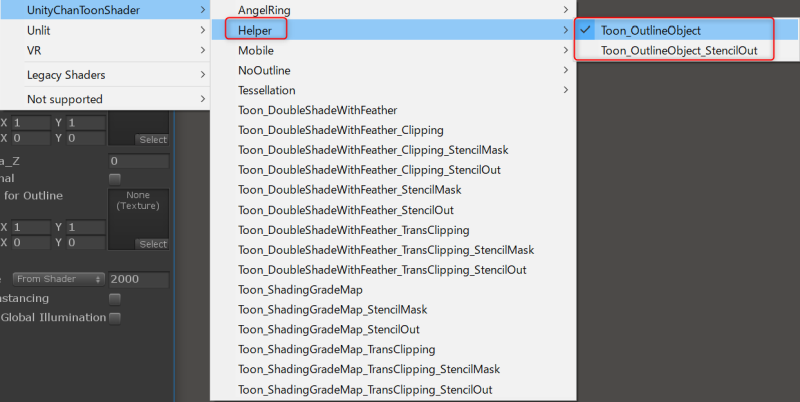 UnityChanToonShader
Unlit
VR
Legacy Shaders
Not supported
AngelRing
Helper
Mobile
NoOutline
Tessellation
Toon_DoubleShadeWithFeather
Toon_DoubleShadeWithFeather_Clipping
Toon_DoubleShadeWithFeather_Clipping_StencilMask
Toon_DoubleShadeWithFeather_Clipping_StencilOut
Toon_DoubleShadeWithFeather_StencilMask
Toon_DoubleShadeWithFeather_StencilOut
Toon_DoubleShadeWithFeather_TransClipping
Toon_DoubleShadeWithFeather_TransClipping_StencilMask
Toon_DoubleShadeWithFeather_TransClipping_StencilOut
Toon_ShadingGradeMap
Toon_ShadingGradeMap_StencilMask
Toon_ShadingGradeMap_StencilOut
Toon_ShadingGradeMap_TransClipping
Toon_ShadingGradeMap_TransClipping_StencilMask
Toon_ShadingGradeMap_TransClipping_StencilOut
Toon_OutlineObject
Toon_OutlineObject_StencilOut
X 1 Y 1
X 0 Y 0
Select
a_Z 0
nal
for Outline
None
(Texture)
X 1 Y 1
X 0 Y 0
Select
From Shader 2000
nstancing
Global Illumination